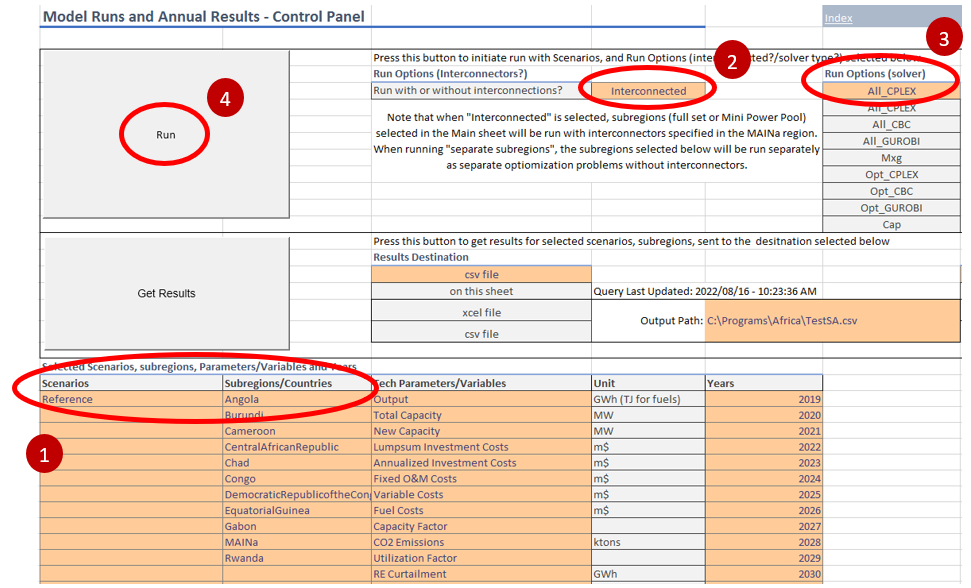 Model Runs and Annual Results - Control Panel
Index
3
Press this button to initiate run with Scenarios, and Run Options (inter ected?/solver type?) selected below
2
Run Options (Interconnectors?)
Run Options (solver)
Run with or without interconnections?
Interconnected
All_CPLEX
4
Run
Note that when "Interconnected" is selected, subregions (full set or Mini Power Pool)
selected in the Main sheet will be run with interconnectors specified in the MAINa region.
When running "separate subregions", the subregions selected below will be run separately
as separate optiomization problems without interconnectors.
All_CPLEX
All_CBC
All_GUROBI
Mxg
Opt_CPLEX
Opt_CBC
Opt_GUROBI
Cap
Press this button to get results for selected scenarios, subregions, sent to the desitnation selected below
Results Destination
csv file
Get Results
on this sheet
Query Last Updated: 2022/08/16 - 10:23:36 AM
xcel file
csv file
Output Path: C:\Programs\Africa\TestSA.csv
Selected Scenarios, subregions, Parameters/Variables and Years
Scenarios Subregions/Countries Tech Parameters/Variables Unit Years
Reference Angola Output GWh (TJ for fuels) 2019
Burundi Total Capacity MW 2020
Cameroon New Capacity MW 2021
1
CentralAfricanRepublic Lumpsum Investment Costs m$ 2022
Chad Annualized Investment Costs m$ 2023
Congo Fixed O&M Costs m$ 2024
DemocraticRepublicoftheCon Variable Costs m$ 2025
EquatorialGuinea Fuel Costs m$ 2026
Gabon Capacity Factor 2027
MAINa CO2 Emissions ktons 2028
Rwanda Utilization Factor 2029
RE Curtailment GWh 2030